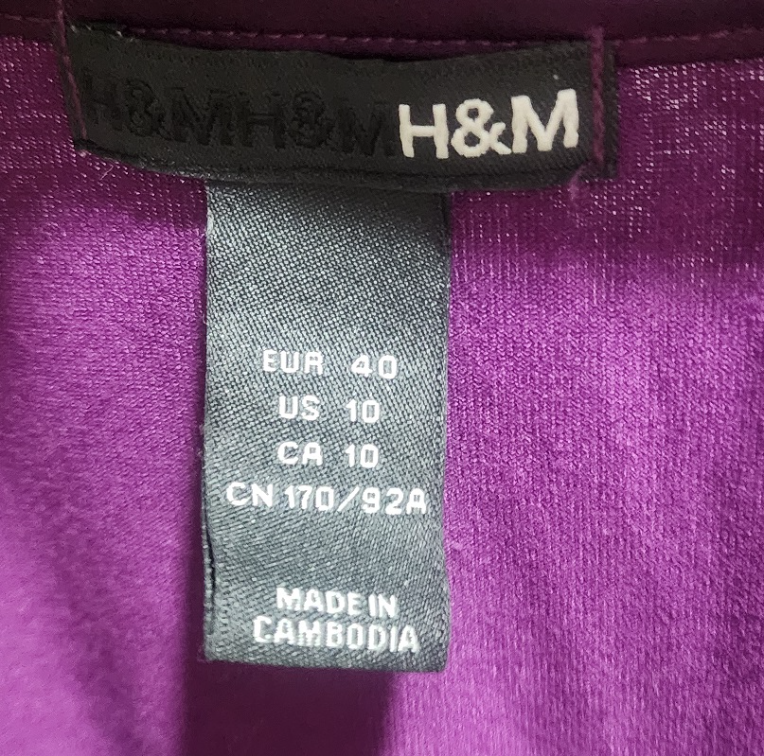 H&MH&MH&M
EUR 40
US 10
CA 10
CN 170/92A
MADE IN
CAMBODIA